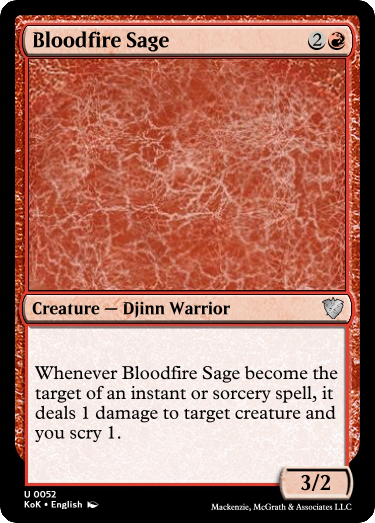 Bloodfire Sage 2
Creature — Djinn Warrior
Whenever Bloodfire Sage become the
target of an instant or sorcery spell, it
deals 1 damage to target creature and
you scry 1.
3/2
U 0052
KoK • English
Mackenzie, McGrath & Associates LLC